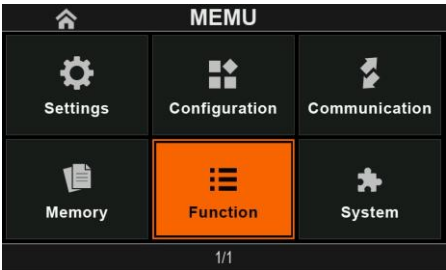 MEMU
Settings
Configuration
Communication
Memory
Function
System
1/1